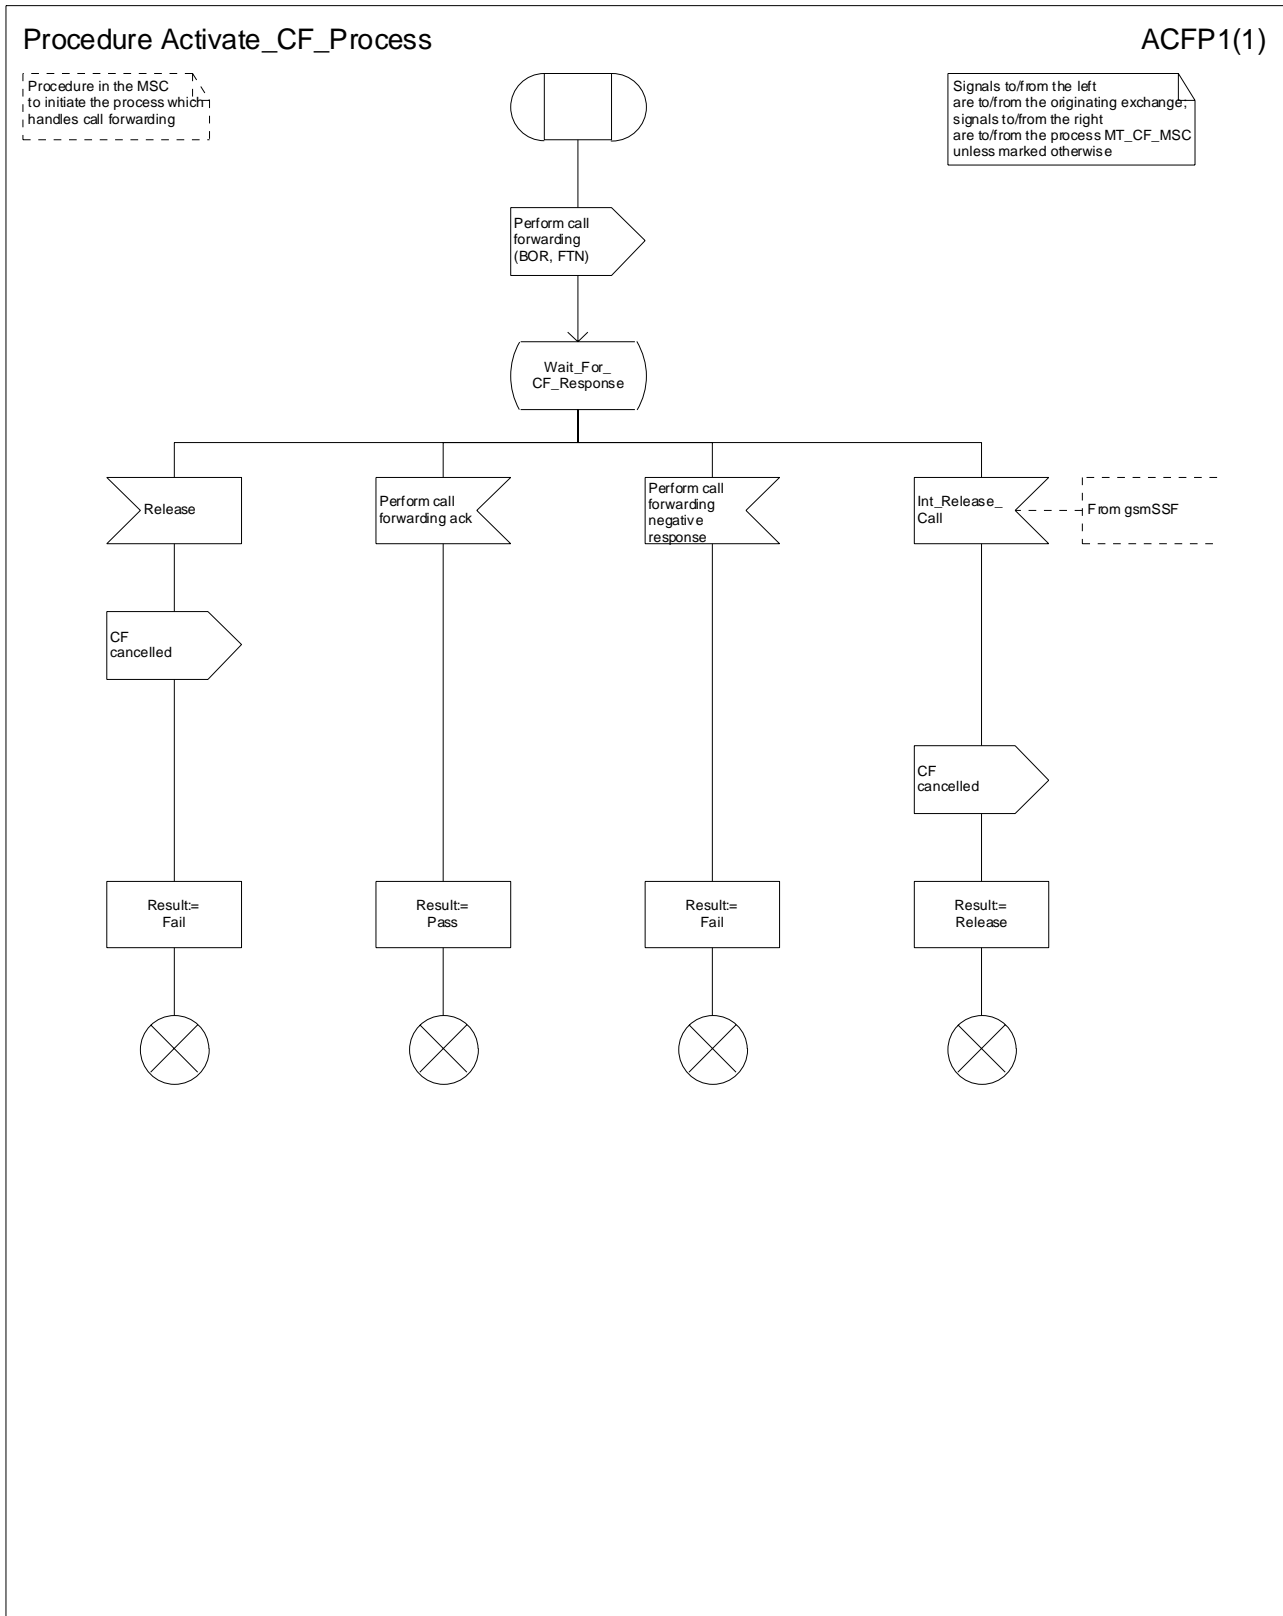 Procedure Activate_CF_Process
ACFP1(1)
Procedure in the MSC
to initiate the process which
handles call forwarding
Signals to/from the left
are to/from the originating exchange;
signals to/from the right
are to/from the process MT_CF_MSC
unless marked otherwise
Perform call
forwarding
(BOR, FTN)
Wait_For_
CF_Response
Release
Perform call
forwarding ack
Perform call
forwarding
negative
response
Int_Release_
Call
From gsmSSF
CF
cancelled
CF
cancelled
Result:=
Fail
Result:=
Pass
Result:=
Fail
Result:=
Release